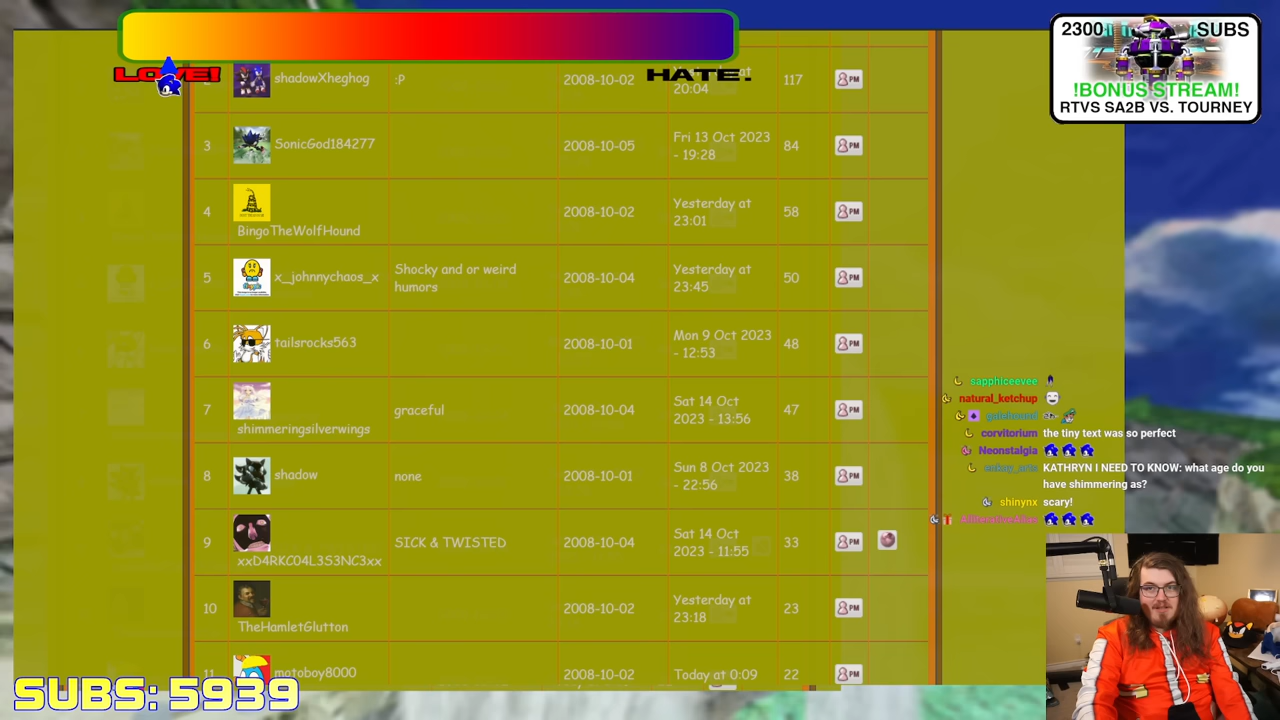 LOVE!
HATE.
2300 SUBS
!BONUS STREAM!
RTVS SA2B VS. TOURNEY
shadowXheghog :P 2008-10-02 20:04 117 PM
3 SonicGod184277 2008-10-05 Fri 13 Oct 2023 - 19:28 84 PM
4 BingoTheWolfHound 2008-10-02 Yesterday at 23:01 58 PM
5 x_johnnychaos_x Shocky and or weird humors 2008-10-04 Yesterday at 23:45 50 PM
6 tailsrocks563 2008-10-01 Mon 9 Oct 2023 - 12:53 48 PM
7 shimmeringsilverwings graceful 2008-10-04 Sat 14 Oct 2023 - 13:56 47 PM
8 shadow none 2008-10-01 Sun 8 Oct 2023 - 22:56 38 PM
9 xxD4RKC04L3S3NC3xx SICK & TWISTED 2008-10-04 Sat 14 Oct 2023 - 11:55 33 PM
10 TheHamletGlutton 2008-10-02 Yesterday at 23:18 23 PM
11 motoboy8000 2008-10-02 Today at 0:09 22 PM
sapphiceevee
natural_ketchup
corvitorium the tiny text was so perfect
Neonstalgia
KATHRYN I NEED TO KNOW: what age do you
have shimmering as?
shinynx scary!
SUBS: 5939